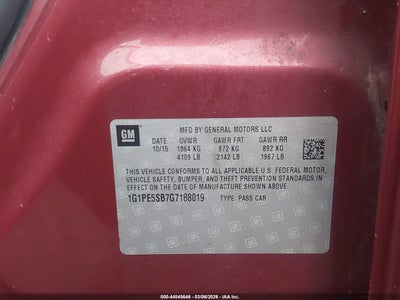 GM
MFD BY GENERAL MOTORS LLC
DATE GVWR GAWR FRT GAWR RR
10/15 1864 KG 972 KG 892 KG
4109 LB 2142 LB 1967 LB
THIS VEHICLE CONFORMS TO ALL APPLICABLE U.S. FEDERAL MOTOR
VEHICLE SAFETY, BUMPER, AND THEFT PREVENTION STANDARDS IN
EFFECT ON THE DATE OF MANUFACTURE SHOWN ABOVE.
1G1PE5SB7G7188019 TYPE: PASS CAR
000-44545646 - 03/06/2026 - IAA